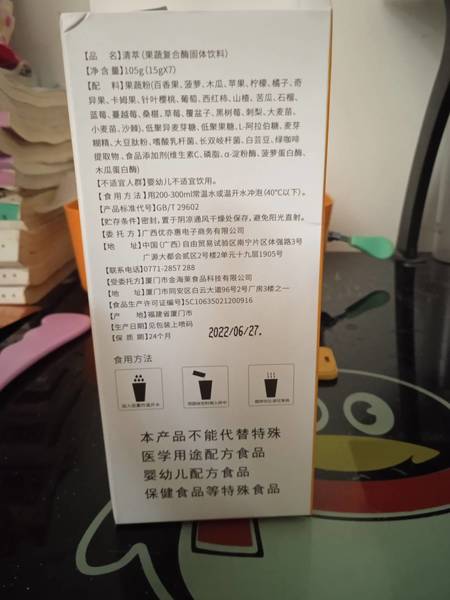 【品　名】清萃（果蔬复合酶固体饮料）
【净 含 量】105g（15gX7）
【配　料】果蔬粉(百香果、菠萝、木瓜、苹果、柠檬、橘子、奇
异果、卡姆果、针叶樱桃、葡萄、西红柿、山楂、苦瓜、石榴、
蓝莓、蔓越莓、桑椹、草莓、覆盆子、黑树莓、刺梨、大麦苗、
小麦苗、沙棘)、低聚异麦芽糖、低聚果糖、L-阿拉伯糖、麦芽
糊精、大豆肽粉、嗜酸乳杆菌、长双歧杆菌、白芸豆、绿咖啡
提取物、食品添加剂(维生素C、磷脂、α-淀粉酶、菠萝蛋白酶、
木瓜蛋白酶)
【不适宜人群】婴幼儿不适宜饮用。
【食 用 方 法】用200-300ml常温水或温开水冲泡(40℃以下)。
【产品标准代号】GB/T 29602
【贮存条件】密封，置于阴凉通风干燥处保存，避免阳光直射。
【委 托 方】广西优亦惠电子商务有限公司
【地　址】中国(广西)自由贸易试验区南宁片区体强路3号
广源大都会贰区2号楼2单元十九层1905号
【联系电话】0771-2857 288
【受委托方】厦门市金海莱食品科技有限公司
【地　址】厦门市同安区白云大道96号2号厂房3楼之一
【食品生产许可证编号】SC10635021200916
【产　地】福建省厦门市
【生产日期】见包装上喷码
2022/06/27.
【保 质 期】24个月
食用方法
本产品不能代替特殊
医学用途配方食品
婴幼儿配方食品
保健食品等特殊食品